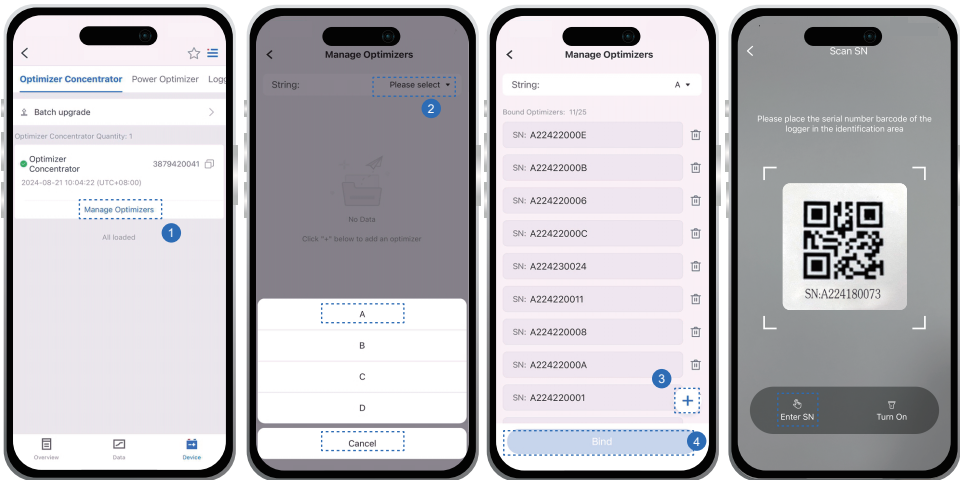 Optimizer Concentrator Power Optimizer Logg
Batch upgrade
Optimizer Concentrator Quantity: 1
Optimizer
Concentrator
3879420041
2024-08-21 10:04:22 (UTC+08:00)
Manage Optimizers
1
All loaded
Overview
Data
Device
Manage Optimizers
String:
Please select
2
No Data
Click "+" below to add an optimizer
A
B
C
D
Cancel
Manage Optimizers
String:
A
Bound Optimizers: 11/25
SN: A22422000E
SN: A22422000B
SN: A224220006
SN: A22422000C
SN: A224230024
SN: A224220011
SN: A224220008
SN: A22422000A
3
SN: A224220001
+
Bind
4
Scan SN
Please place the serial number barcode of the
logger in the identification area
SN:A224180073
Enter SN
Turn On